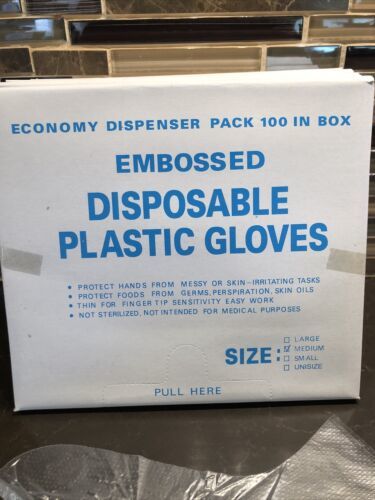 ECONOMY DISPENSER PACK 100 IN BOX
EMBOSSED
DISPOSABLE
PLASTIC GLOVES
• PROTECT HANDS FROM MESSY OR SKIN-IRRITATING TASKS
• PROTECT FOODS FROM GERMS, PERSPIRATION, SKIN OILS
• THIN FOR FINGER TIP SENSITIVITY EASY WORK
• NOT STERILIZED, NOT INTENDED FOR MEDICAL PURPOSES
SIZE:
☐ LARGE
☑ MEDIUM
☐ SMALL
☐ UNISIZE
PULL HERE